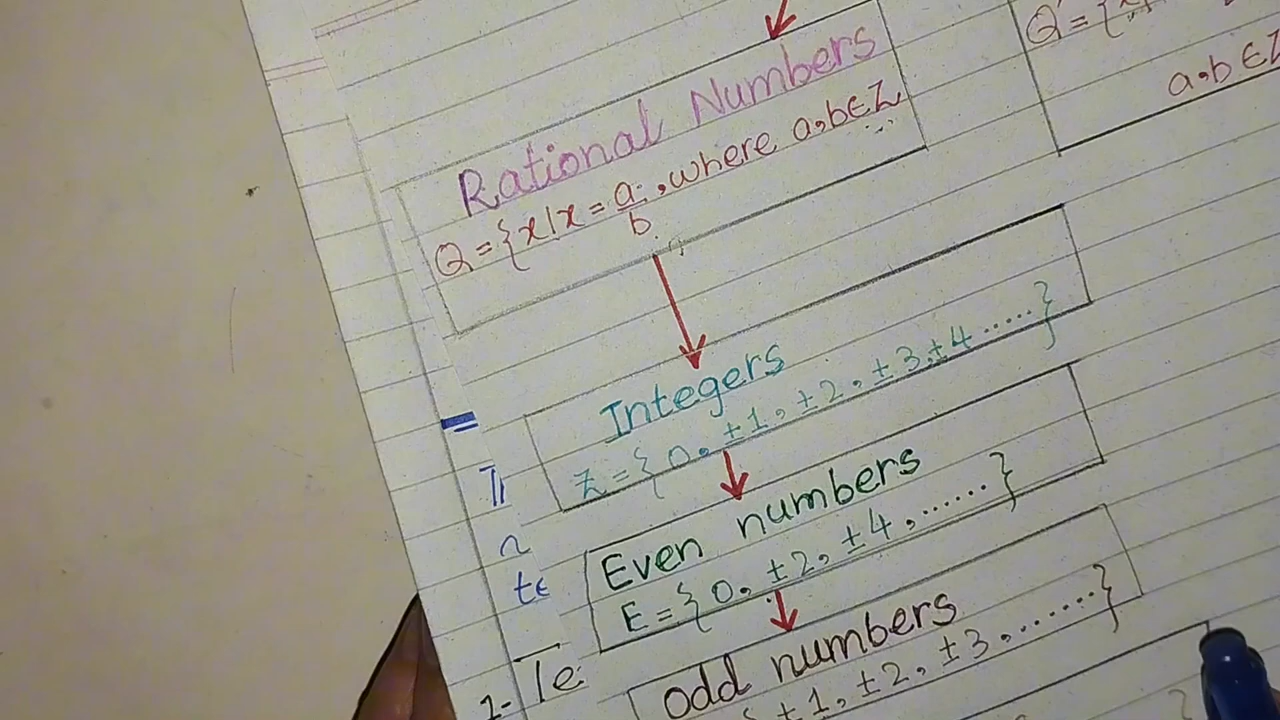 Rational Numbers
Q = {x/x = a/b, where a,b∈Z
Q' = {
a,b∈Z
Integers
Z = {0, ±1, ±2, ±3, ±4 ......}
Even numbers
E = {0, ±2, ±4, ......}
odd numbers
±1, ±2, ±3, .......}